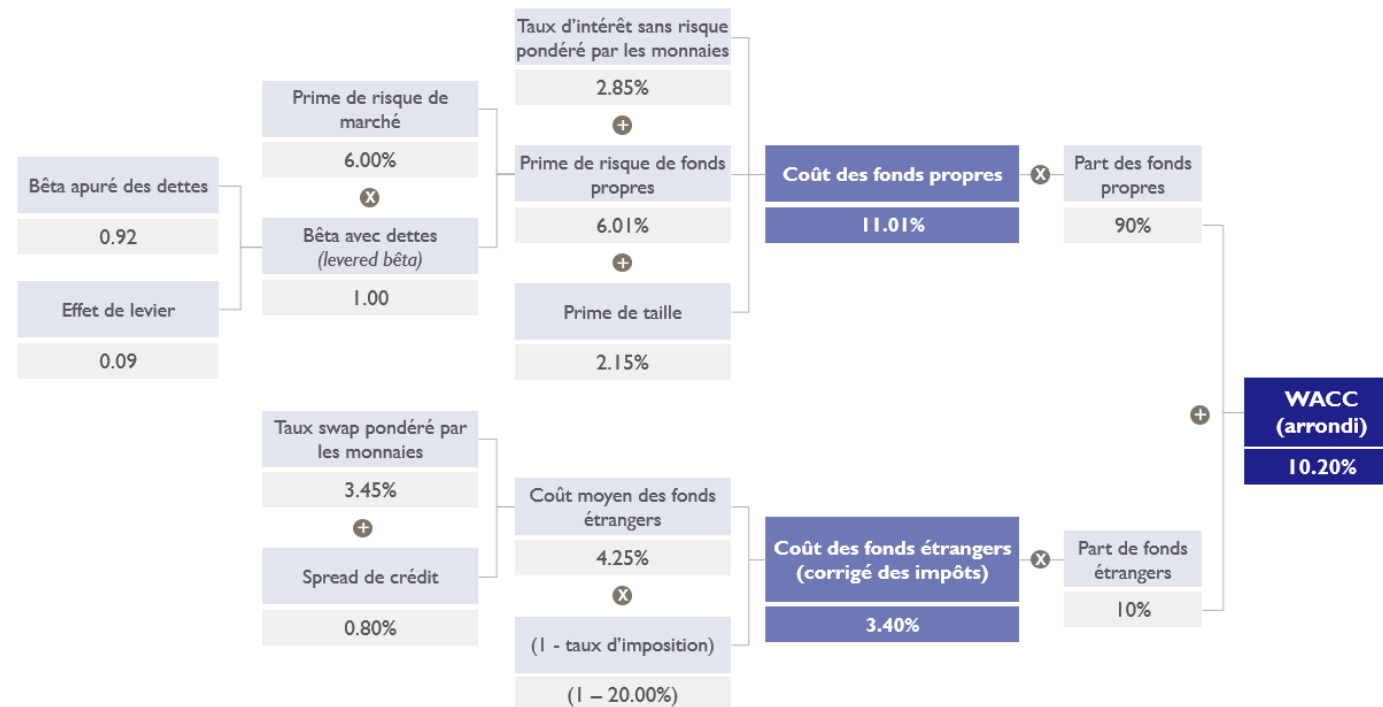 Taux d'intérêt sans risque
pondéré par les monnaies
2.85%
+
Prime de risque de
marché
6.00%
x
Prime de risque de fonds
propres
6.01%
+
Coût des fonds propres
11.01%
x
Part des fonds
propres
90%
Bêta apuré des dettes
0.92
Bêta avec dettes
(levered bêta)
1.00
Effet de levier
0.09
Prime de taille
2.15%
WACC
(arrondi)
10.20%
+
Taux swap pondéré par
les monnaies
3.45%
+
Spread de crédit
0.80%
Coût moyen des fonds
étrangers
4.25%
x
(1 - taux d'imposition)
(1 – 20.00%)
Coût des fonds étrangers
(corrigé des impôts)
3.40%
x
Part de fonds
étrangers
10%